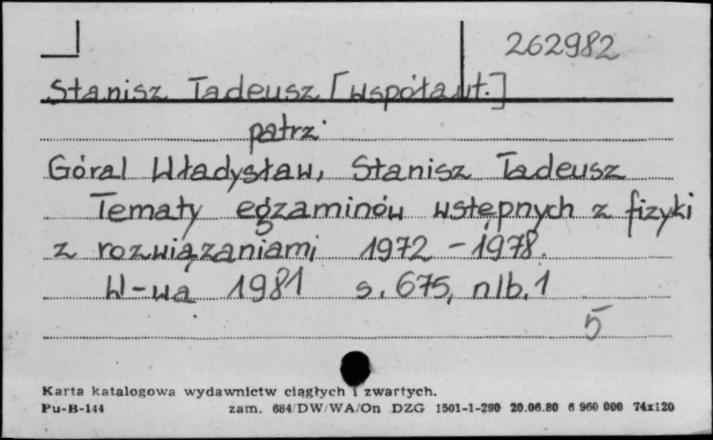 262982
Stanisz Tadeusz [współaut.]
patrz
Góral Władysław, Stanisz Tadeusz
Tematy egzaminów wstępnych z fizyki
z rozwiązaniami 1972 - 1978.
W-wa 1981 s. 675, nlb. 1
5
Karta katalogowa wydawnictw ciągłych i zwartych.
Pu-B-144 zam. 684/DW/WA/On DZG 1501-1-290 20.06.80 6 960 000 74x120